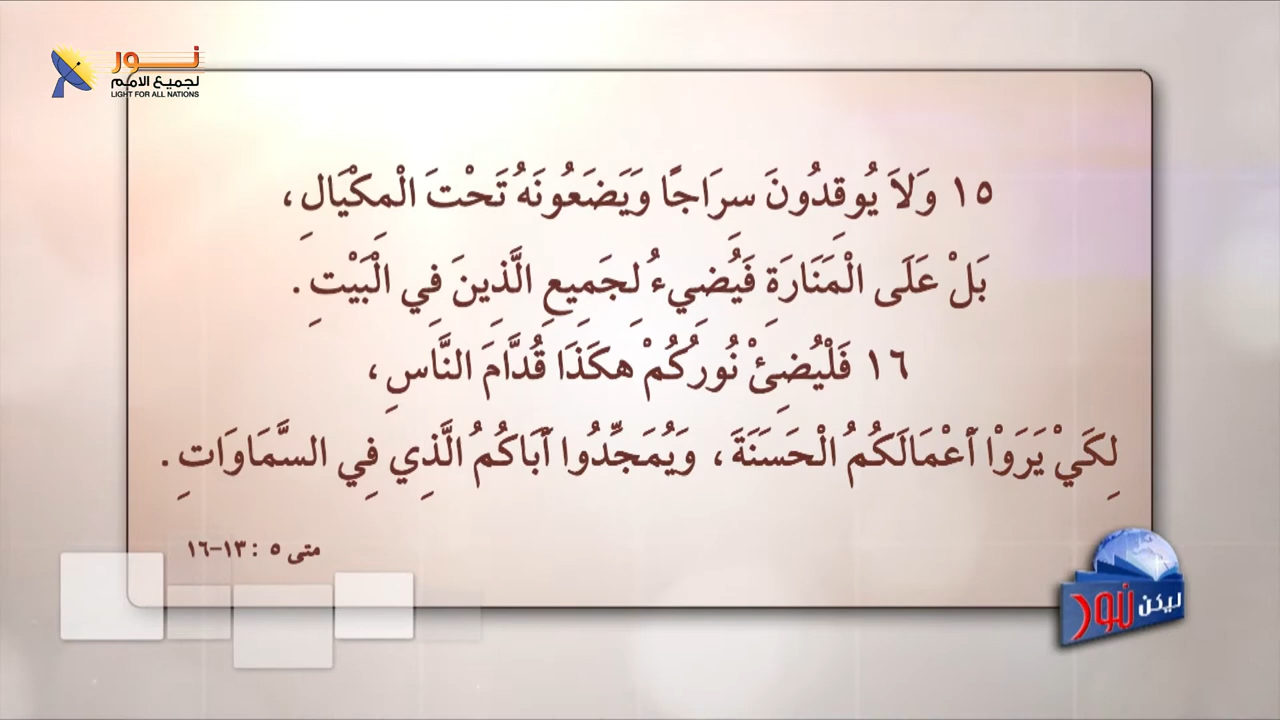 نور
لجميع الامم
LIGHT FOR ALL NATIONS
١٥ وَلاَ يُوقِدُونَ سِرَاجًا وَيَضَعُونَهُ تَحْتَ الْمِكْيَالِ،
بَلْ عَلَى الْمَنَارَةِ فَيُضِيءُ لِجَمِيعِ الَّذِينَ فِي الْبَيْتِ.
١٦ فَلْيُضِئْ نُورُكُمْ هكَذَا قُدَّامَ النَّاسِ،
لِكَيْ يَرَوْا أَعْمَالَكُمُ الْحَسَنَةَ، وَيُمَجِّدُوا أَبَاكُمُ الَّذِي فِي السَّمَاوَاتِ.
متى ٥ : ١٣-١٦
ليكن نور